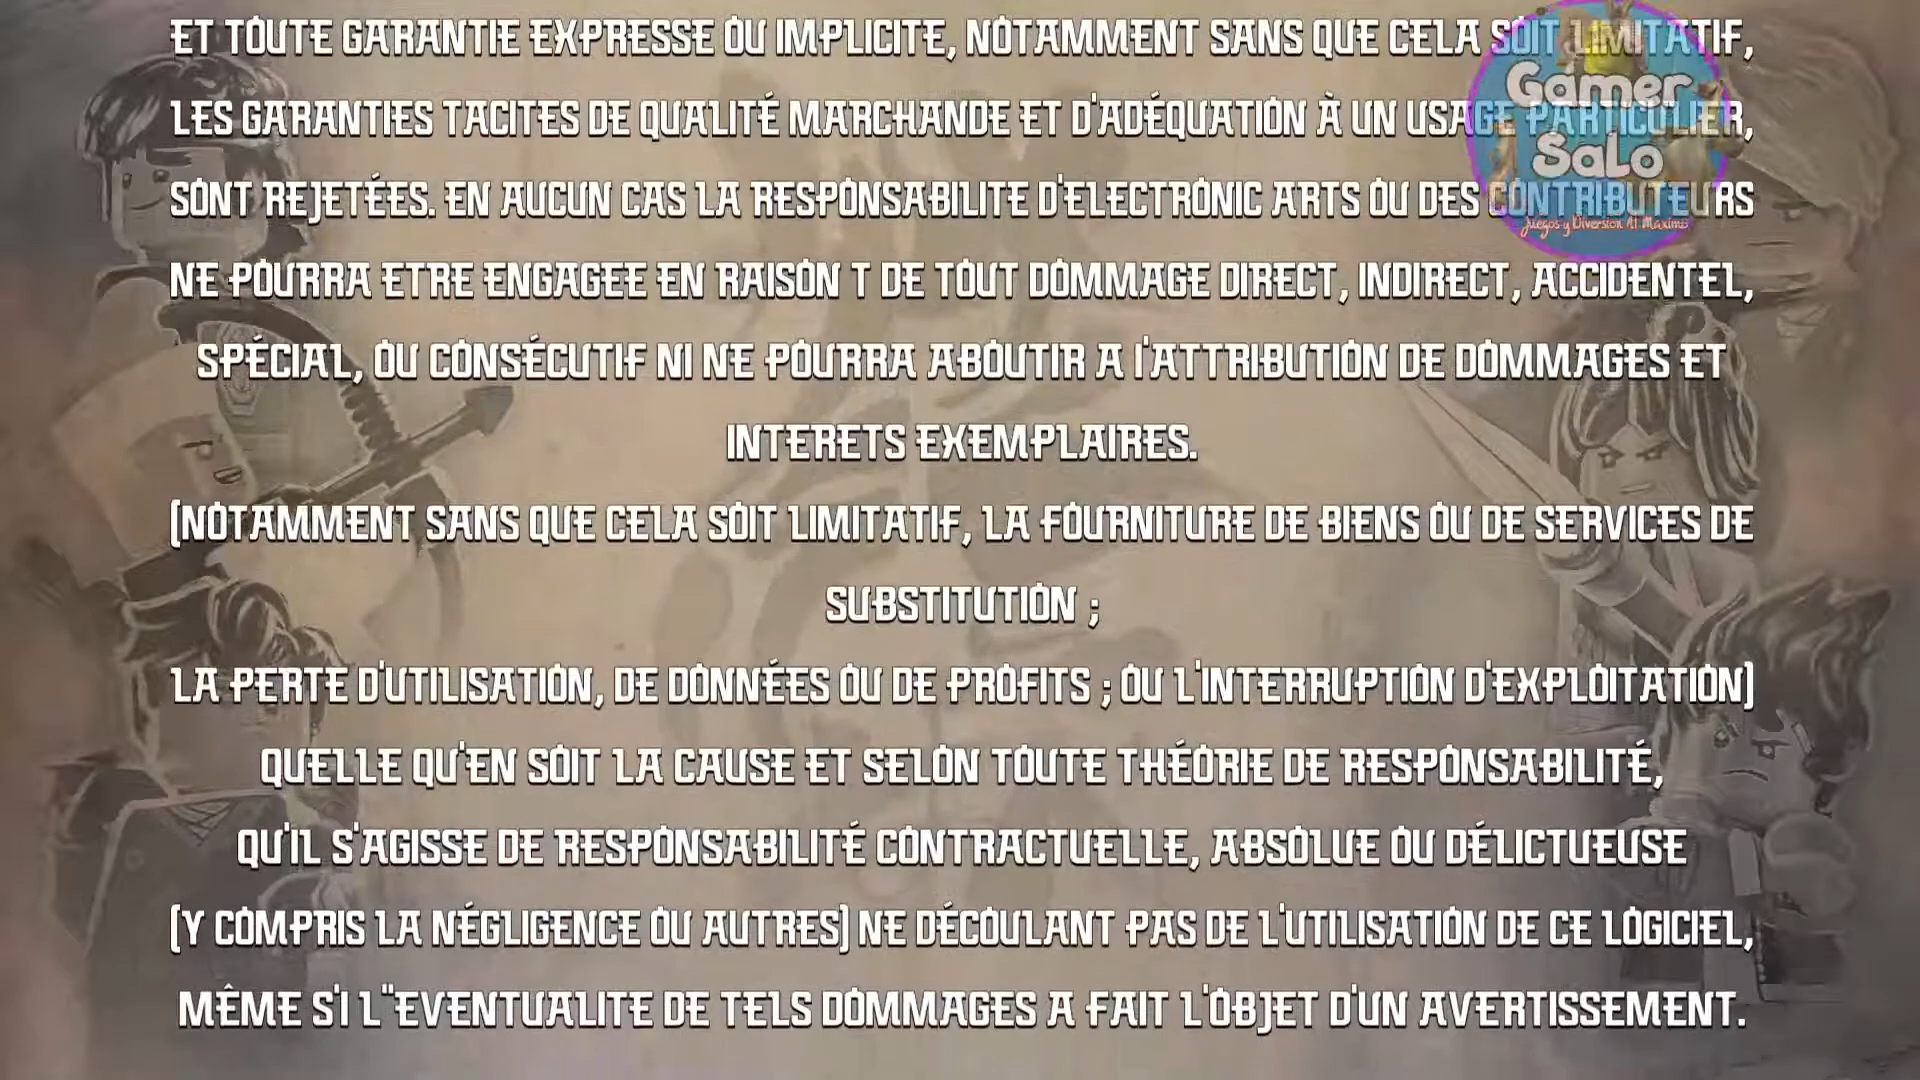 ET TOUTE GARANTIE EXPRESSE OU IMPLICITE, NOTAMMENT SANS QUE CELA SOIT LIMITATIF,
LES GARANTIES TACITES DE QUALITÉ MARCHANDE ET D'ADÉQUATION À UN USAGE PARTICULIER,
SONT REJETÉES. EN AUCUN CAS LA RESPONSABILITE D'ELECTRONIC ARTS OU DES CONTRIBUTEURS
NE POURRA ETRE ENGAGEE EN RAISON T DE TOUT DOMMAGE DIRECT, INDIRECT, ACCIDENTEL,
SPÉCIAL, OU CONSÉCUTIF NI NE POURRA ABOUTIR A l'ATTRIBUTION DE DOMMAGES ET
INTERETS EXEMPLAIRES.
(NOTAMMENT SANS QUE CELA SOIT LIMITATIF, LA FOURNITURE DE BIENS OU DE SERVICES DE
SUBSTITUTION ;
LA PERTE D'UTILISATION, DE DONNÉES OU DE PROFITS ; OU L'INTERRUPTION D'EXPLOITATION)
QUELLE QU'EN SOIT LA CAUSE ET SELON TOUTE THÉORIE DE RESPONSABILITÉ,
QU'IL S'AGISSE DE RESPONSABILITÉ CONTRACTUELLE, ABSOLUE OU DÉLICTUEUSE
(Y COMPRIS LA NÉGLIGENCE OU AUTRES) NE DÉCOULANT PAS DE L'UTILISATION DE CE LOGICIEL,
MÊME S'I L''EVENTUALITE DE TELS DOMMAGES A FAIT L'OBJET D'UN AVERTISSEMENT.
Gamer
SaLo
Juegos y Diversion Al Maximo